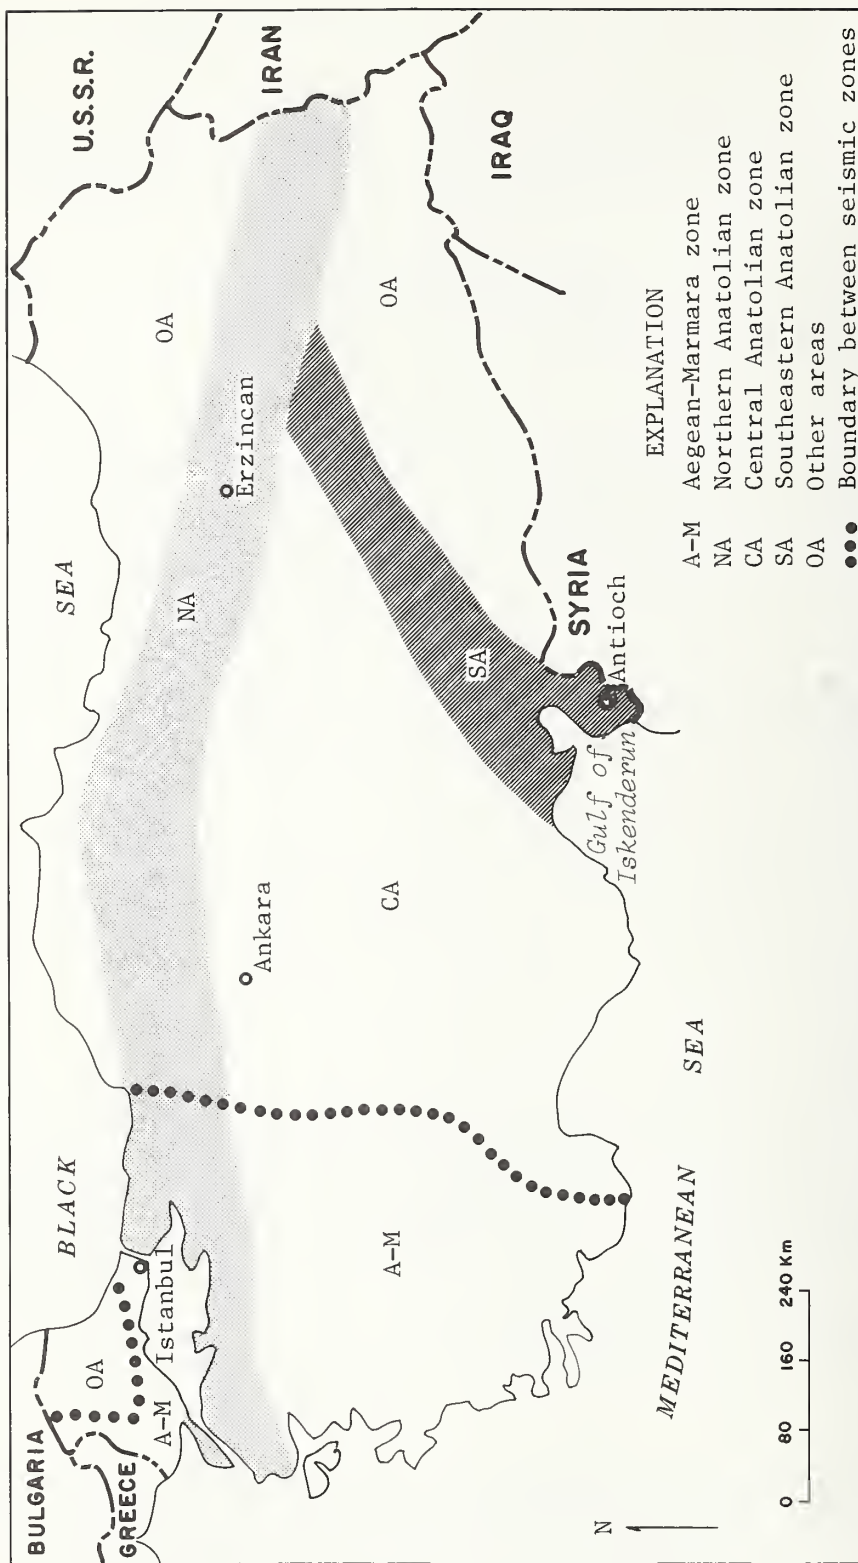 BULGARIA
GREECE
U.S.S.R.
IRAN
IRAQ
SYRIA
BLACK
SEA
OA
A-M
Istanbul
NA
Erzincan
OA
OA
Ankara
CA
A-M
SA
Antioch
Gulf of
Iskenderun
MEDITERRANEAN
SEA
N
0 80 160 240 Km
EXPLANATION
A-M Aegean-Marmara zone
NA Northern Anatolian zone
CA Central Anatolian zone
SA Southeastern Anatolian zone
OA Other areas
••• Boundary between seismic zones